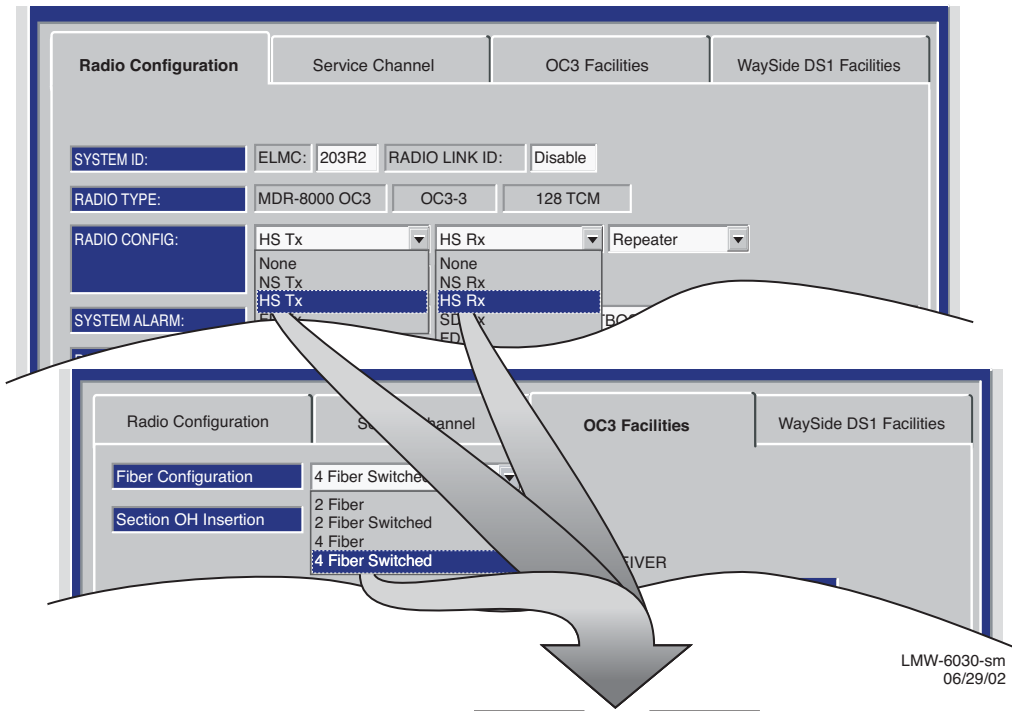 Radio Configuration Service Channel OC3 Facilities WaySide DS1 Facilities
SYSTEM ID: ELMC: 203R2 RADIO LINK ID: Disable
RADIO TYPE: MDR-8000 OC3 OC3-3 128 TCM
RADIO CONFIG: HS Tx HS Rx Repeater
None None
NS Tx NS Rx
HS Tx HS Rx
SYSTEM ALARM:
Radio Configuration OC3 Facilities WaySide DS1 Facilities
Fiber Configuration 4 Fiber Switched
2 Fiber
Section OH Insertion 2 Fiber Switched
4 Fiber
4 Fiber Switched
LMW-6030-sm
06/29/02